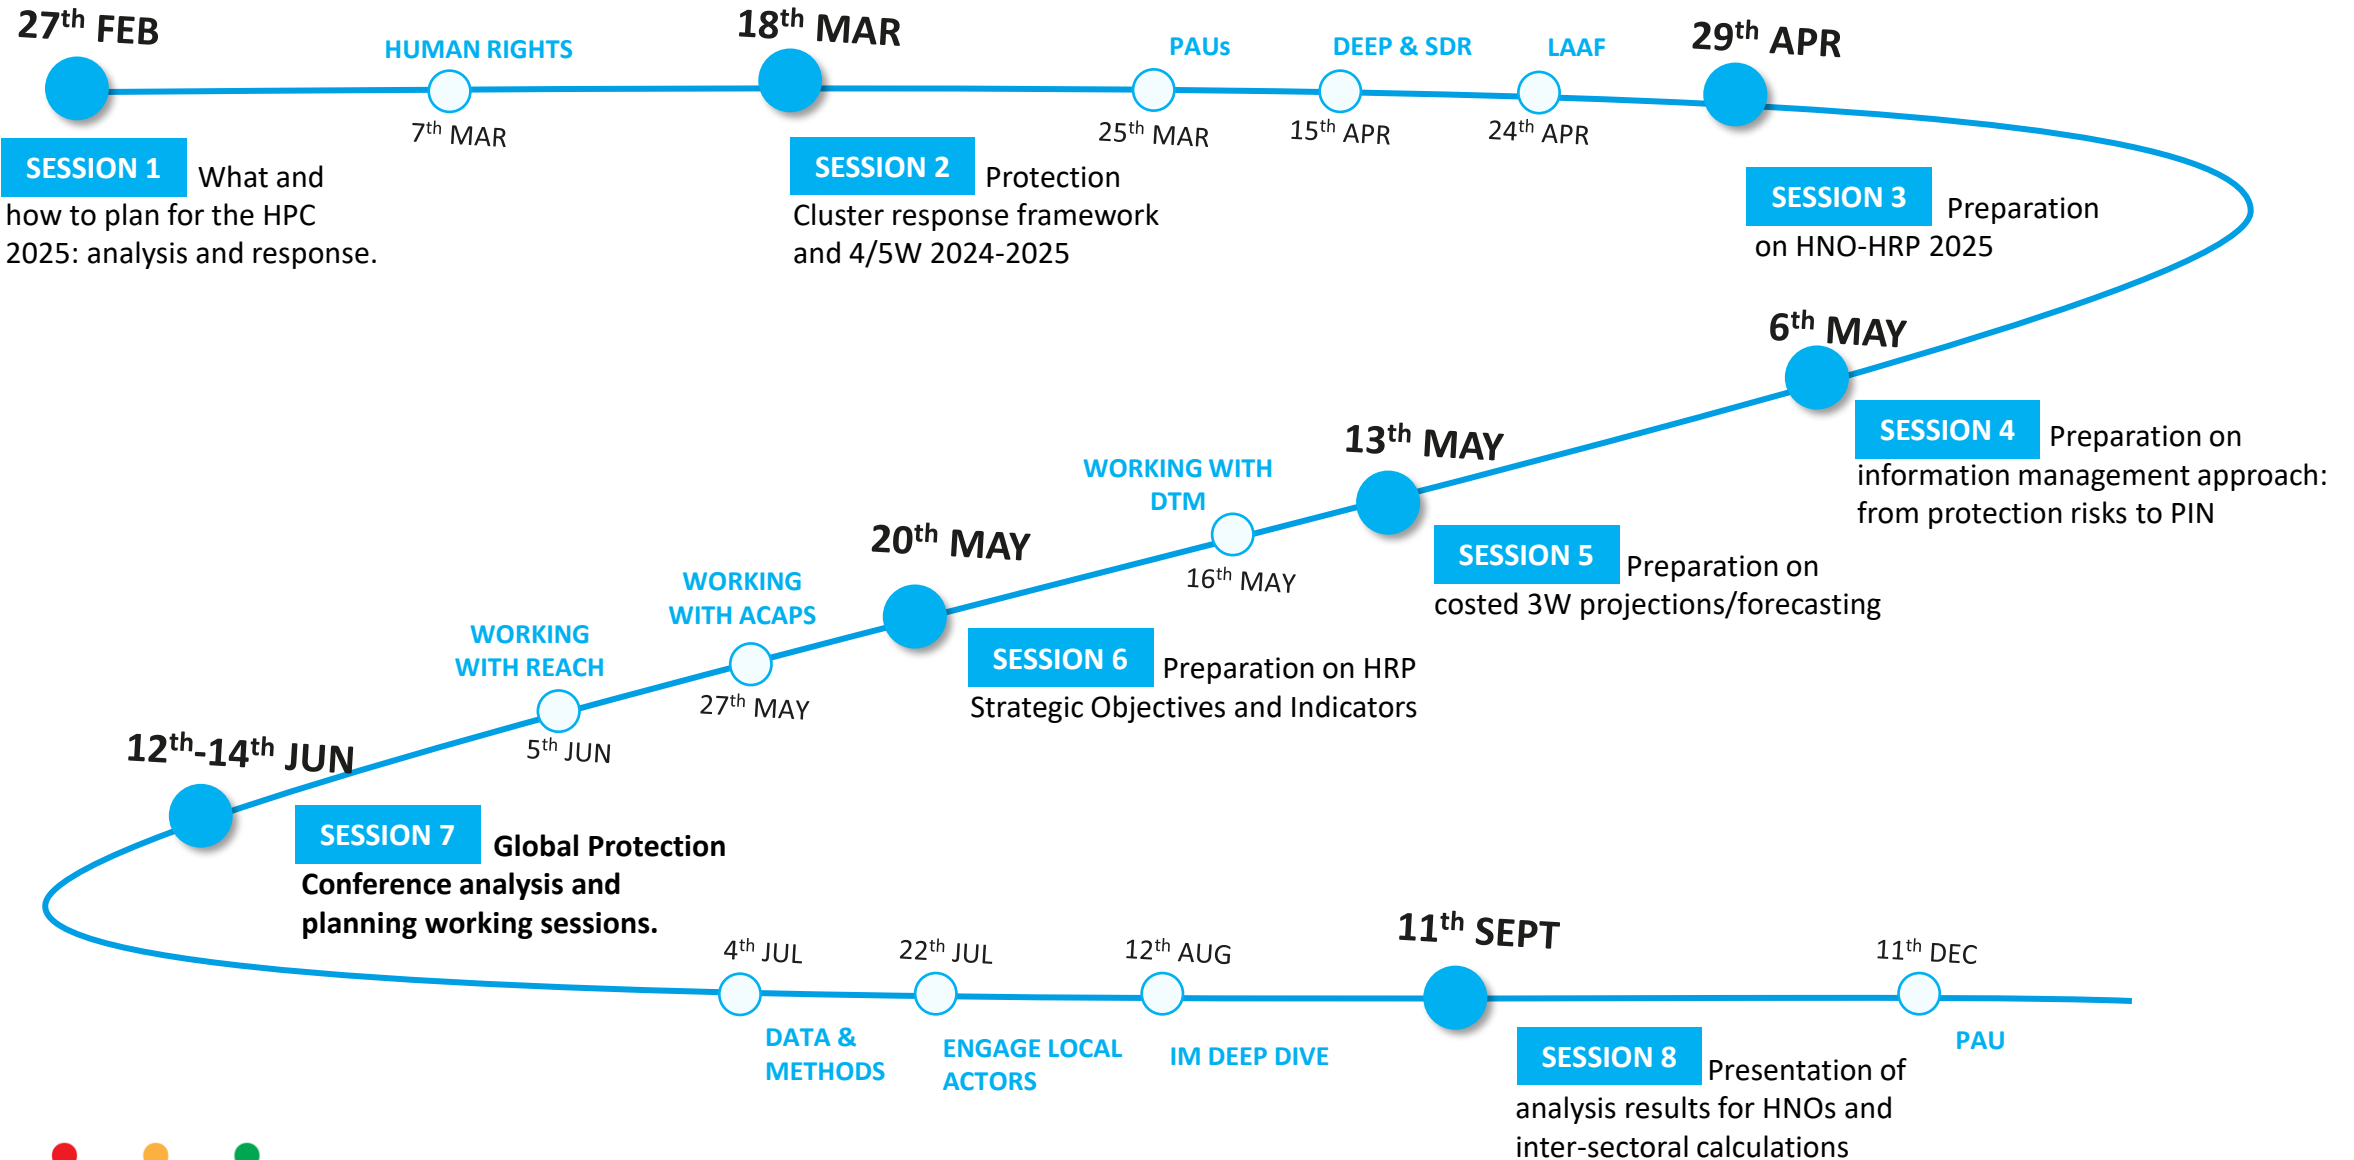 27th FEB
HUMAN RIGHTS
7th MAR
18th MAR
PAUs
25th MAR
DEEP & SDR
15th APR
LAAF
24th APR
29th APR
SESSION 1 What and
how to plan for the HPC
2025: analysis and response.
SESSION 2 Protection
Cluster response framework
and 4/5W 2024-2025
SESSION 3 Preparation
on HNO-HRP 2025
6th MAY
SESSION 4 Preparation on
information management approach:
from protection risks to PIN
13th MAY
SESSION 5 Preparation on
costed 3W projections/forecasting
WORKING WITH
DTM
16th MAY
20th MAY
SESSION 6 Preparation on HRP
Strategic Objectives and Indicators
WORKING
WITH ACAPS
27th MAY
WORKING
WITH REACH
5th JUN
12th-14th JUN
SESSION 7 Global Protection
Conference analysis and
planning working sessions.
4th JUL
DATA &
METHODS
22th JUL
ENGAGE LOCAL
ACTORS
12th AUG
IM DEEP DIVE
11th SEPT
SESSION 8 Presentation of
analysis results for HNOs and
inter-sectoral calculations
11th DEC
PAU